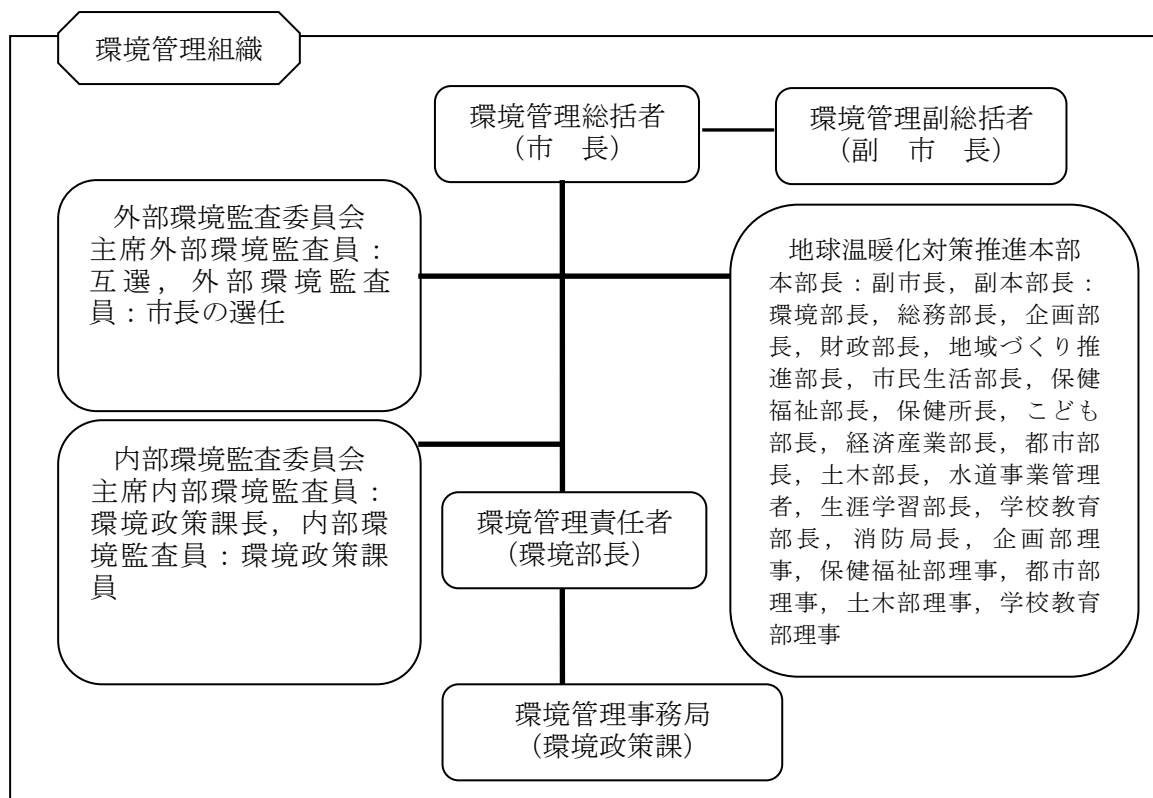 環境管理組織
環境管理総括者
（市　長）
環境管理副総括者
（副　市　長）
外部環境監査委員会
主席外部環境監査員：
互選，外部環境監査
員：市長の選任
地球温暖化対策推進本部
本部長：副市長，副本部長：
環境部長，総務部長，企画部
長，財政部長，地域づくり推
進部長，市民生活部長，保健
福祉部長，保健所長，こども
部長，経済産業部長，都市部
長，土木部長，水道事業管理
者，生涯学習部長，学校教育
部長，消防局長，企画部理
事，保健福祉部理事，都市部
理事，土木部理事，学校教育
部理事
内部環境監査委員会
主席内部環境監査員：
環境政策課長，内部環
境監査員：環境政策課
員
環境管理責任者
（環境部長）
環境管理事務局
（環境政策課）